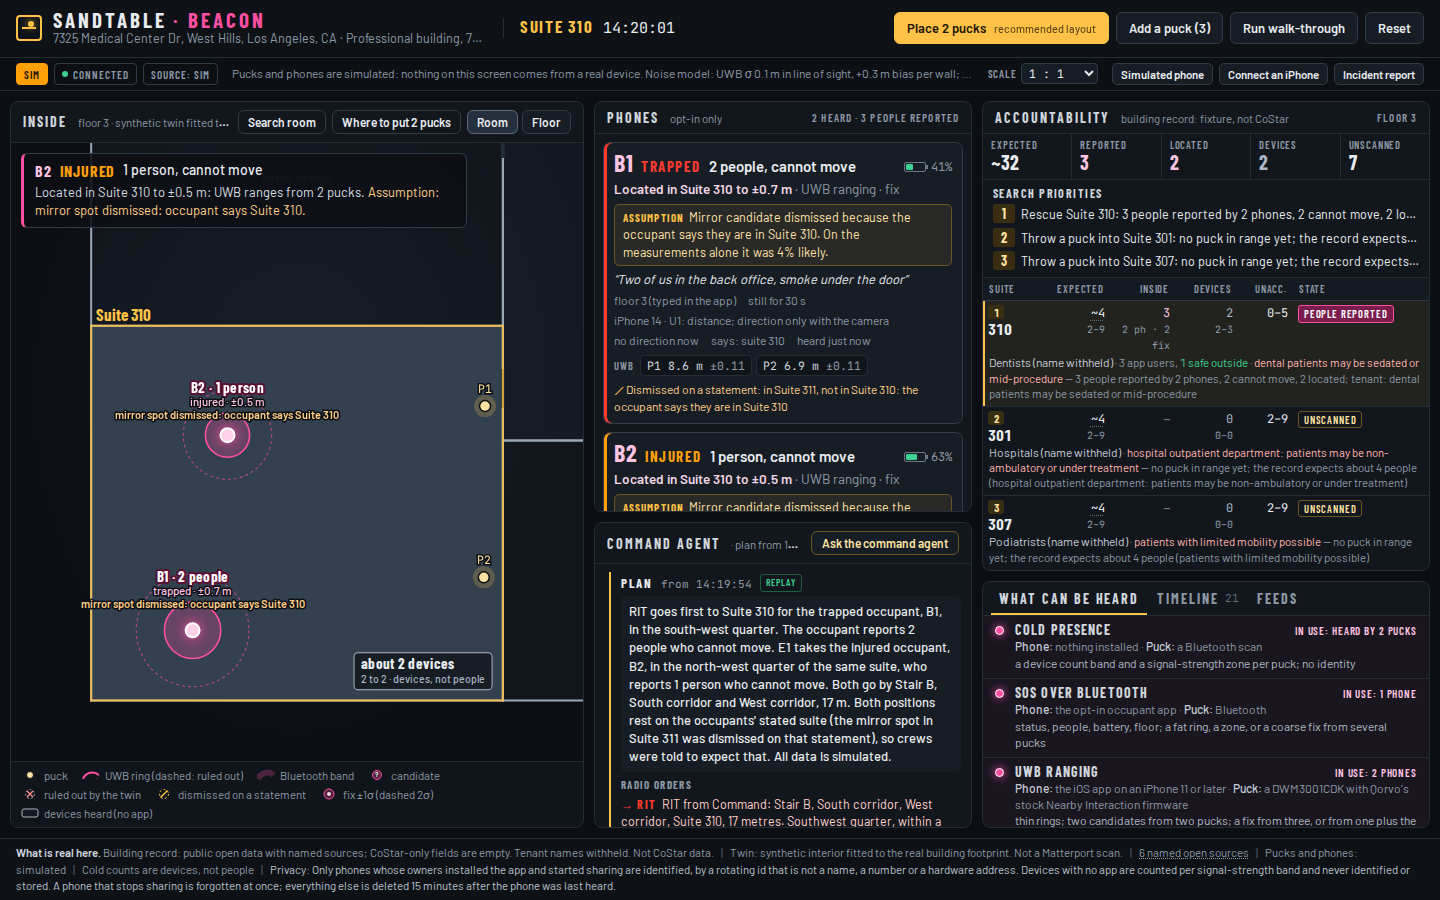 SANDTABLE · BEACON
7325 Medical Center Dr, West Hills, Los Angeles, CA · Professional building, 7...
SUITE 310 14:20:01
Place 2 pucks recommended layout
Add a puck (3)
Run walk-through
Reset
SIM
CONNECTED
SOURCE: SIM
Pucks and phones are simulated: nothing on this screen comes from a real device. Noise model: UWB σ 0.1 m in line of sight, +0.3 m bias per wall; ...
SCALE 1 : 1
Simulated phone
Connect an iPhone
Incident report
INSIDE floor 3 · synthetic twin fitted t...
Search room
Where to put 2 pucks
Room
Floor
B2 INJURED 1 person, cannot move
Located in Suite 310 to ±0.5 m: UWB ranges from 2 pucks. Assumption:
mirror spot dismissed: occupant says Suite 310.
Suite 310
B2 · 1 person
injured · ±0.5 m
mirror spot dismissed: occupant says Suite 310
P1
P2
B1 · 2 people
trapped · ±0.7 m
mirror spot dismissed: occupant says Suite 310
about 2 devices
2 to 2 · devices, not people
puck
UWB ring (dashed: ruled out)
Bluetooth band
candidate
ruled out by the twin
dismissed on a statement
fix ±1σ (dashed 2σ)
devices heard (no app)
PHONES opt-in only
2 HEARD · 3 PEOPLE REPORTED
B1 TRAPPED 2 people, cannot move 41%
Located in Suite 310 to ±0.7 m · UWB ranging · fix
ASSUMPTION Mirror candidate dismissed because the
occupant says they are in Suite 310. On the
measurements alone it was 4% likely.
“Two of us in the back office, smoke under the door”
floor 3 (typed in the app) still for 30 s
iPhone 14 · U1: distance; direction only with the camera
no direction now says: suite 310 heard just now
UWB P1 8.6 m ±0.11 P2 6.9 m ±0.11
Dismissed on a statement: in Suite 311, not in Suite 310: the
occupant says they are in Suite 310
B2 INJURED 1 person, cannot move 63%
Located in Suite 310 to ±0.5 m · UWB ranging · fix
ASSUMPTION Mirror candidate dismissed because the
COMMAND AGENT · plan from 1...
Ask the command agent
PLAN from 14:19:54 REPLAY
RIT goes first to Suite 310 for the trapped occupant, B1,
in the south-west quarter. The occupant reports 2
people who cannot move. E1 takes the injured occupant,
B2, in the north-west quarter of the same suite, who
reports 1 person who cannot move. Both go by Stair B,
South corridor and West corridor, 17 m. Both positions
rest on the occupants' stated suite (the mirror spot in
Suite 311 was dismissed on that statement), so crews
were told to expect that. All data is simulated.
RADIO ORDERS
→ RIT RIT from Command: Stair B, South corridor, West
corridor, Suite 310, 17 metres. Southwest quarter, within a
ACCOUNTABILITY building record: fixture, not CoStar
FLOOR 3
EXPECTED REPORTED LOCATED DEVICES UNSCANNED
~32 3 2 2 7
SEARCH PRIORITIES
1 Rescue Suite 310: 3 people reported by 2 phones, 2 cannot move, 2 lo...
2 Throw a puck into Suite 301: no puck in range yet; the record expects...
3 Throw a puck into Suite 307: no puck in range yet; the record expects...
SUITE EXPECTED INSIDE DEVICES UNACC. STATE
1 ~4 3 2 0–5 PEOPLE REPORTED
310 2–9 2 ph · 2 2–3
fix
Dentists (name withheld) · 3 app users, 1 safe outside · dental patients may be sedated or
mid-procedure — 3 people reported by 2 phones, 2 cannot move, 2 located; tenant: dental
patients may be sedated or mid-procedure
2 ~4 – 0 2–9 UNSCANNED
301 2–9 0–0
Hospitals (name withheld) · hospital outpatient department: patients may be non-
ambulatory or under treatment — no puck in range yet; the record expects about 4 people
(hospital outpatient department: patients may be non-ambulatory or under treatment)
3 ~4 – 0 2–9 UNSCANNED
307 2–9 0–0
Podiatrists (name withheld) · patients with limited mobility possible — no puck in range
yet; the record expects about 4 people (patients with limited mobility possible)
WHAT CAN BE HEARD TIMELINE 21 FEEDS
COLD PRESENCE IN USE: HEARD BY 2 PUCKS
Phone: nothing installed · Puck: a Bluetooth scan
a device count band and a signal-strength zone per puck; no identity
SOS OVER BLUETOOTH IN USE: 1 PHONE
Phone: the opt-in occupant app · Puck: Bluetooth
status, people, battery, floor; a fat ring, a zone, or a coarse fix from several
pucks
UWB RANGING IN USE: 2 PHONES
Phone: the iOS app on an iPhone 11 or later · Puck: a DWM3001CDK with Qorvo's
stock Nearby Interaction firmware
thin rings; two candidates from two pucks; a fix from three, or from one plus the
What is real here. Building record: public open data with named sources; CoStar-only fields are empty. Tenant names withheld. Not CoStar data. | Twin: synthetic interior fitted to the real building footprint. Not a Matterport scan. | 6 named open sources | Pucks and phones:
simulated | Cold counts are devices, not people | Privacy: Only phones whose owners installed the app and started sharing are identified, by a rotating id that is not a name, a number or a hardware address. Devices with no app are counted per signal-strength band and never identified or
stored. A phone that stops sharing is forgotten at once; everything else is deleted 15 minutes after the phone was last heard.